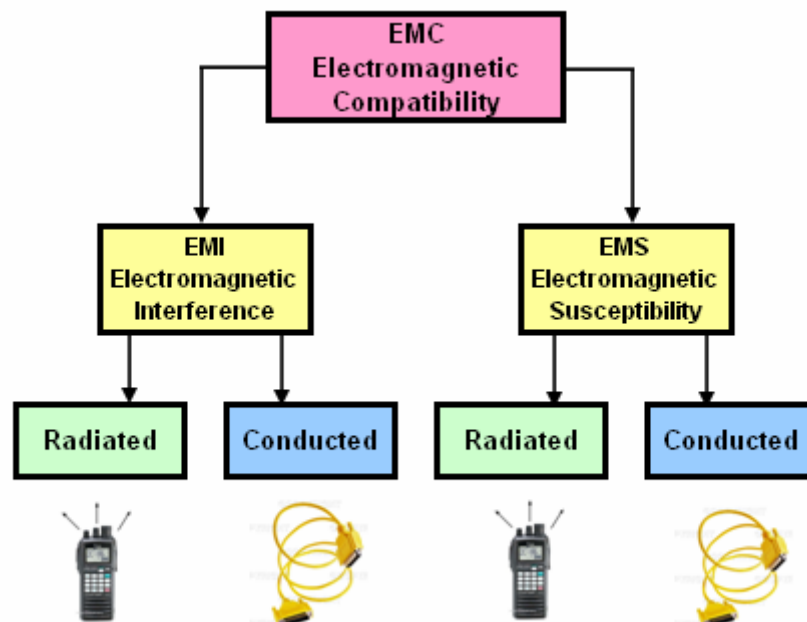 EMC
Electromagnetic
Compatibility
EMI
Electromagnetic
Interference
EMS
Electromagnetic
Susceptibility
Radiated
Conducted
Radiated
Conducted